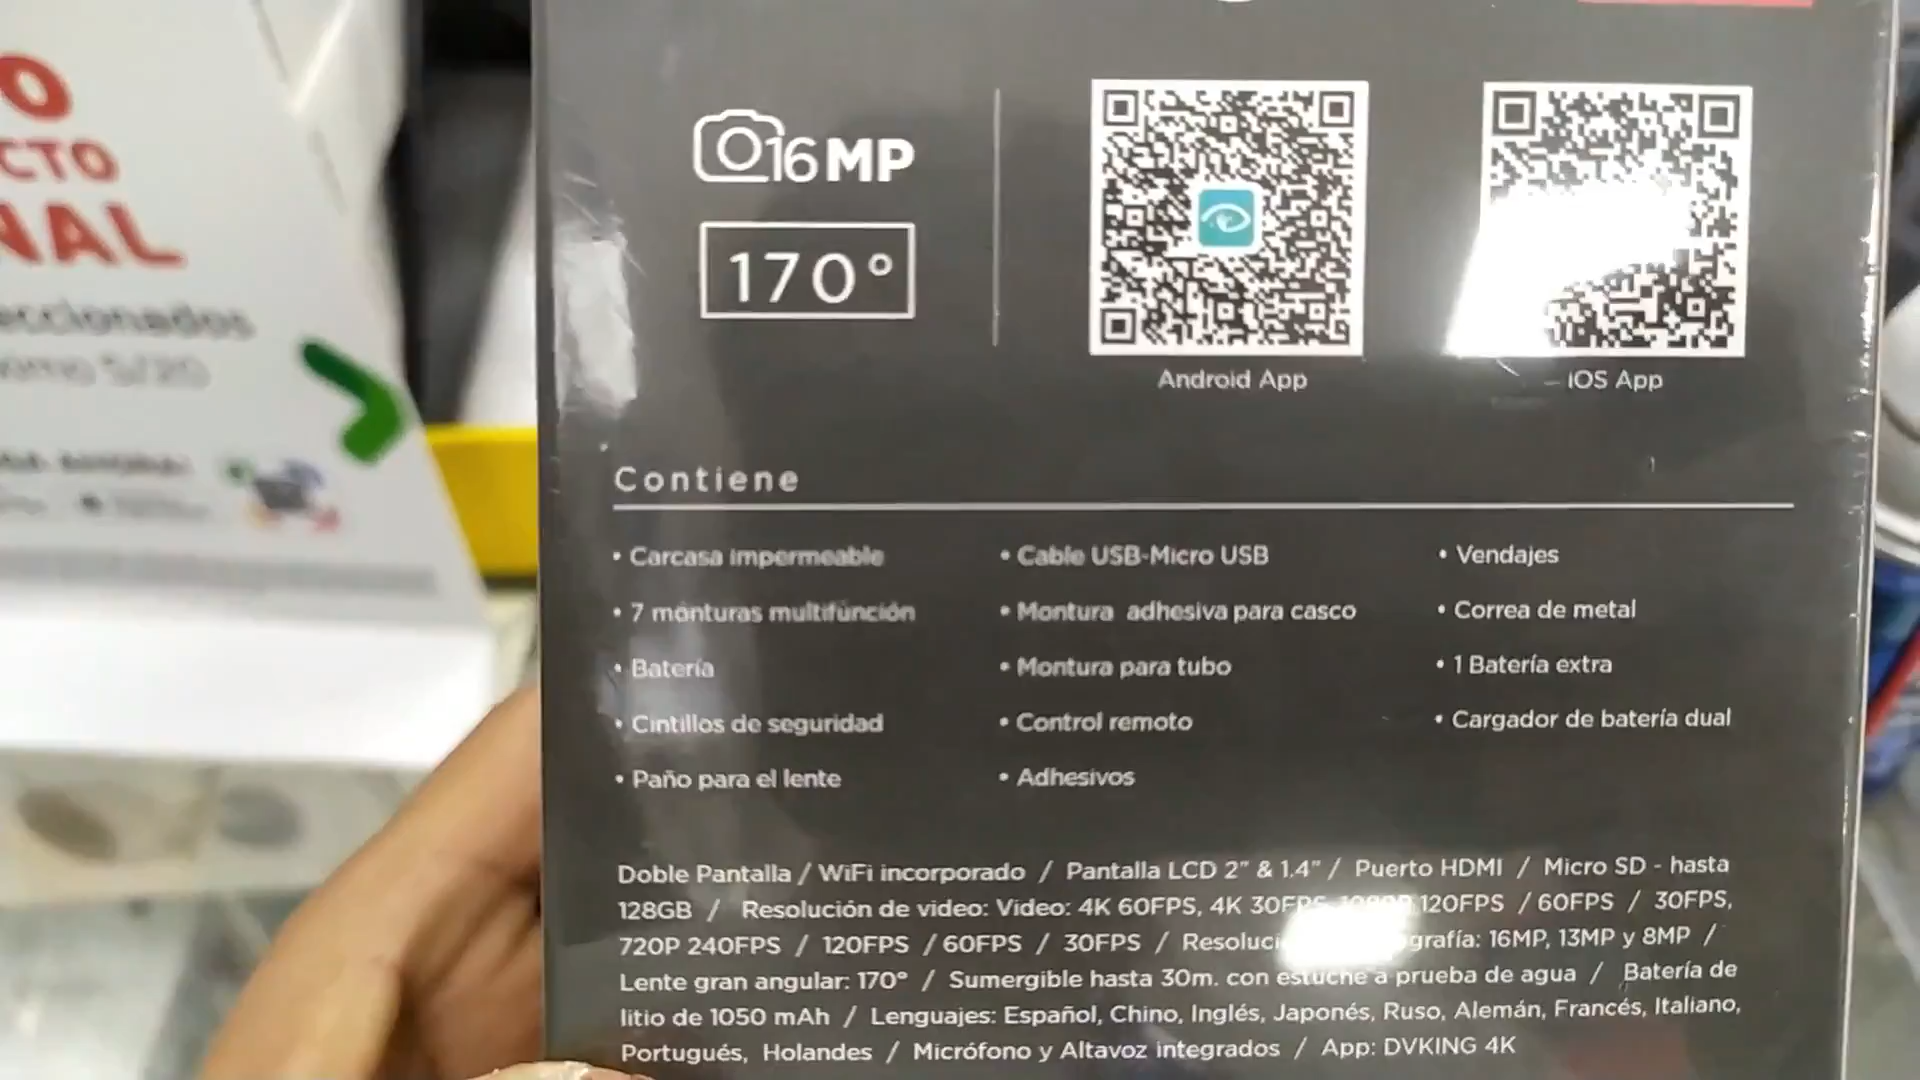 O
CTO
NAL
eccionados
16MP
170°
Android App
iOS App
Contiene
• Carcasa impermeable
• 7 monturas multifunción
• Batería
• Cintillos de seguridad
• Paño para el lente
• Cable USB-Micro USB
• Montura adhesiva para casco
• Montura para tubo
• Control remoto
• Adhesivos
• Vendajes
• Correa de metal
• 1 Batería extra
• Cargador de batería dual
Doble Pantalla / WiFi incorporado / Pantalla LCD 2" & 1.4" / Puerto HDMI / Micro SD - hasta
128GB / Resolución de video: Video: 4K 60FPS, 4K 30FPS 1080P 120FPS / 60FPS / 30FPS,
720P 240FPS / 120FPS / 60FPS / 30FPS / Resoluci grafía: 16MP, 13MP y 8MP /
Lente gran angular: 170° / Sumergible hasta 30m. con estuche a prueba de agua / Batería de
litio de 1050 mAh / Lenguajes: Español, Chino, Inglés, Japonés, Ruso, Alemán, Francés, Italiano,
Portugués, Holandes / Micrófono y Altavoz integrados / App: DVKING 4K